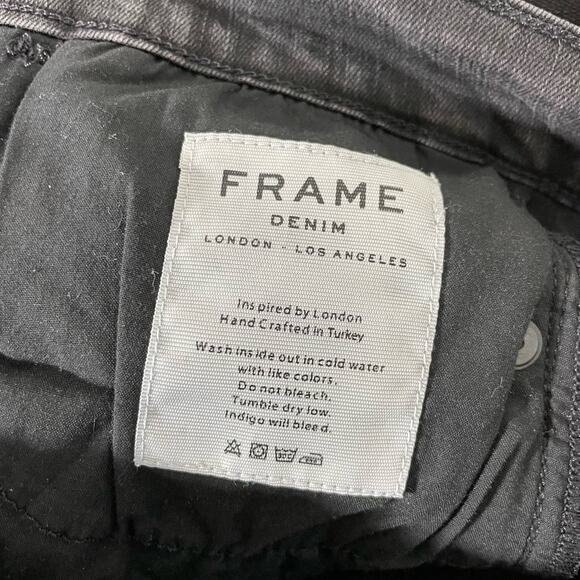 FRAME
DENIM
LONDON - LOS ANGELES
Inspired by London
Hand Crafted in Turkey
Wash inside out in cold water
with like colors.
Do not bleach.
Tumble dry low.
Indigo will bleed.